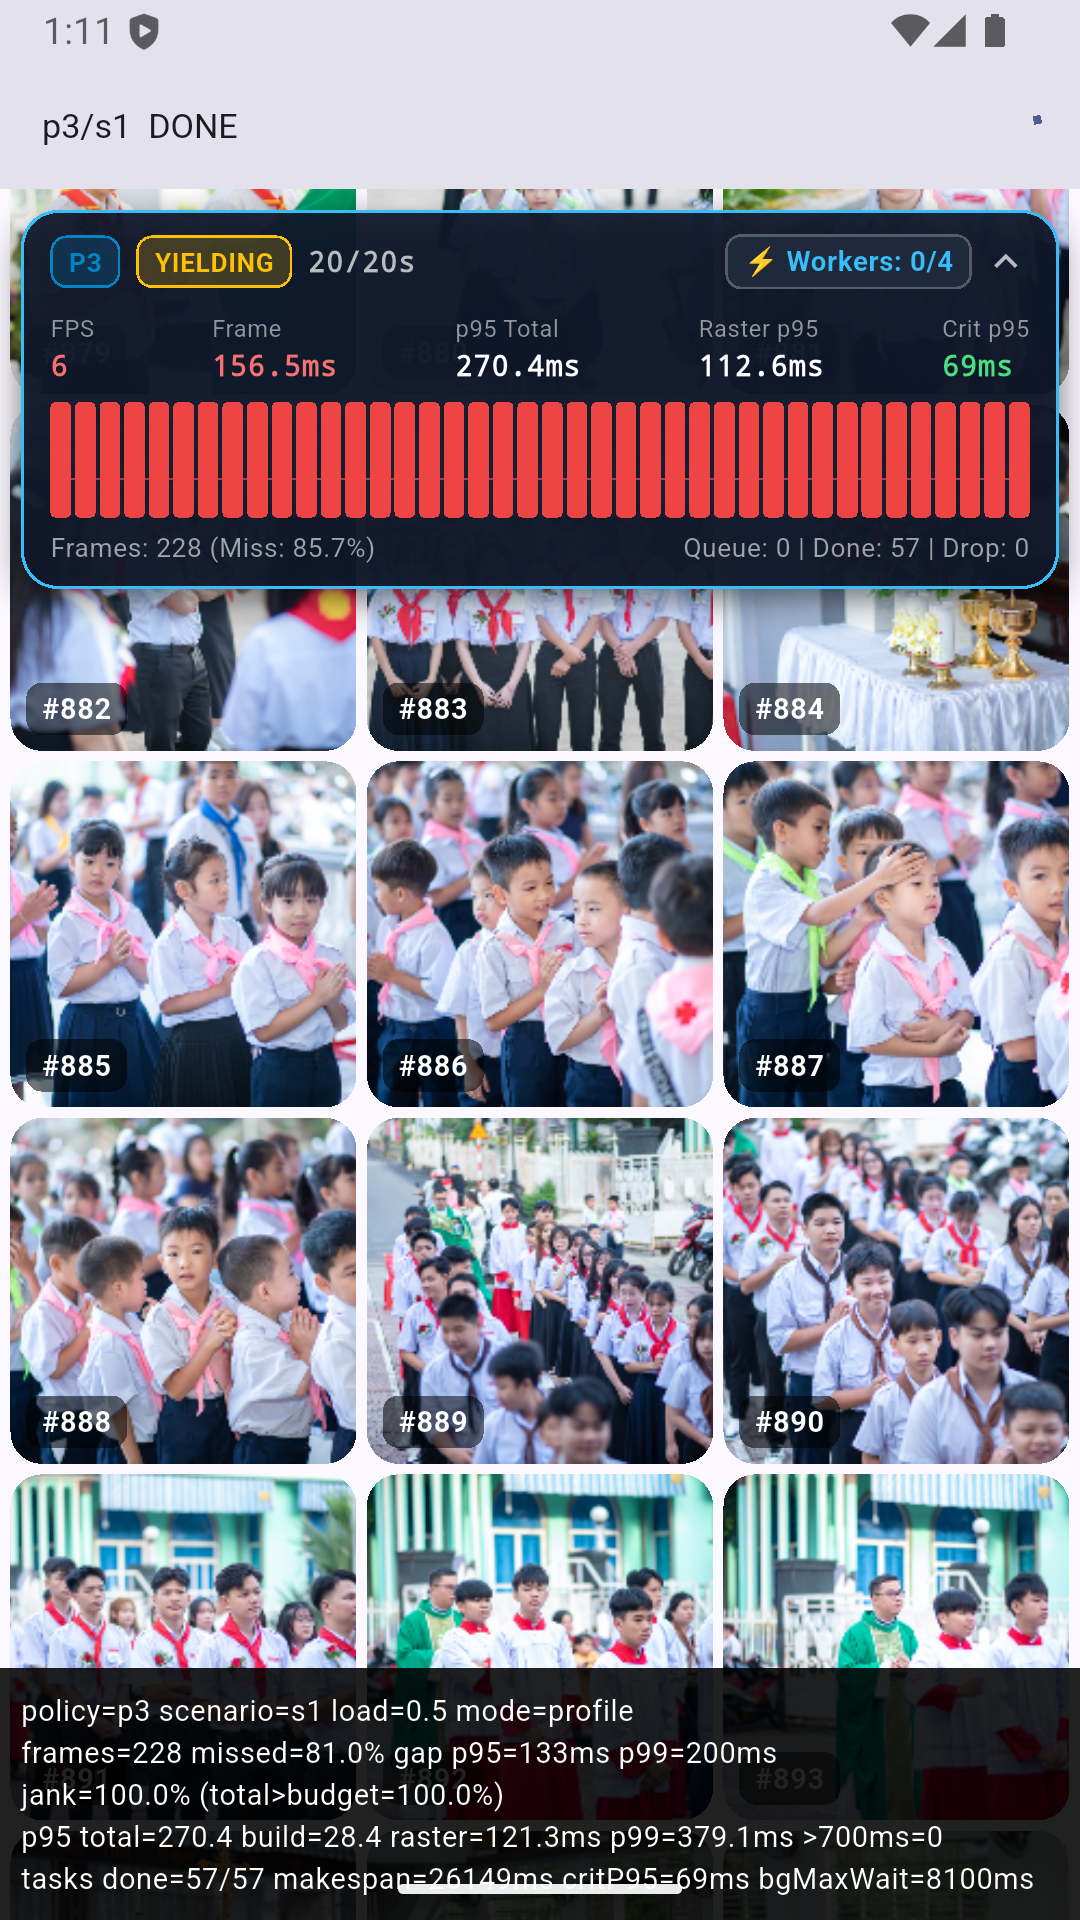 1:11
p3/s1 DONE
P3 YIELDING 20/20s ⚡ Workers: 0/4
FPS Frame p95 Total Raster p95 Crit p95
6 156.5ms 270.4ms 112.6ms 69ms
Frames: 228 (Miss: 85.7%) Queue: 0 | Done: 57 | Drop: 0
#882 #883 #884
#885 #886 #887
#888 #889 #890
policy=p3 scenario=s1 load=0.5 mode=profile
frames=228 missed=81.0% gap p95=133ms p99=200ms
#891 #892 #893
jank=100.0% (total>budget=100.0%)
p95 total=270.4 build=28.4 raster=121.3ms p99=379.1ms >700ms=0
tasks done=57/57 makespan=26149ms critP95=69ms bgMaxWait=8100ms